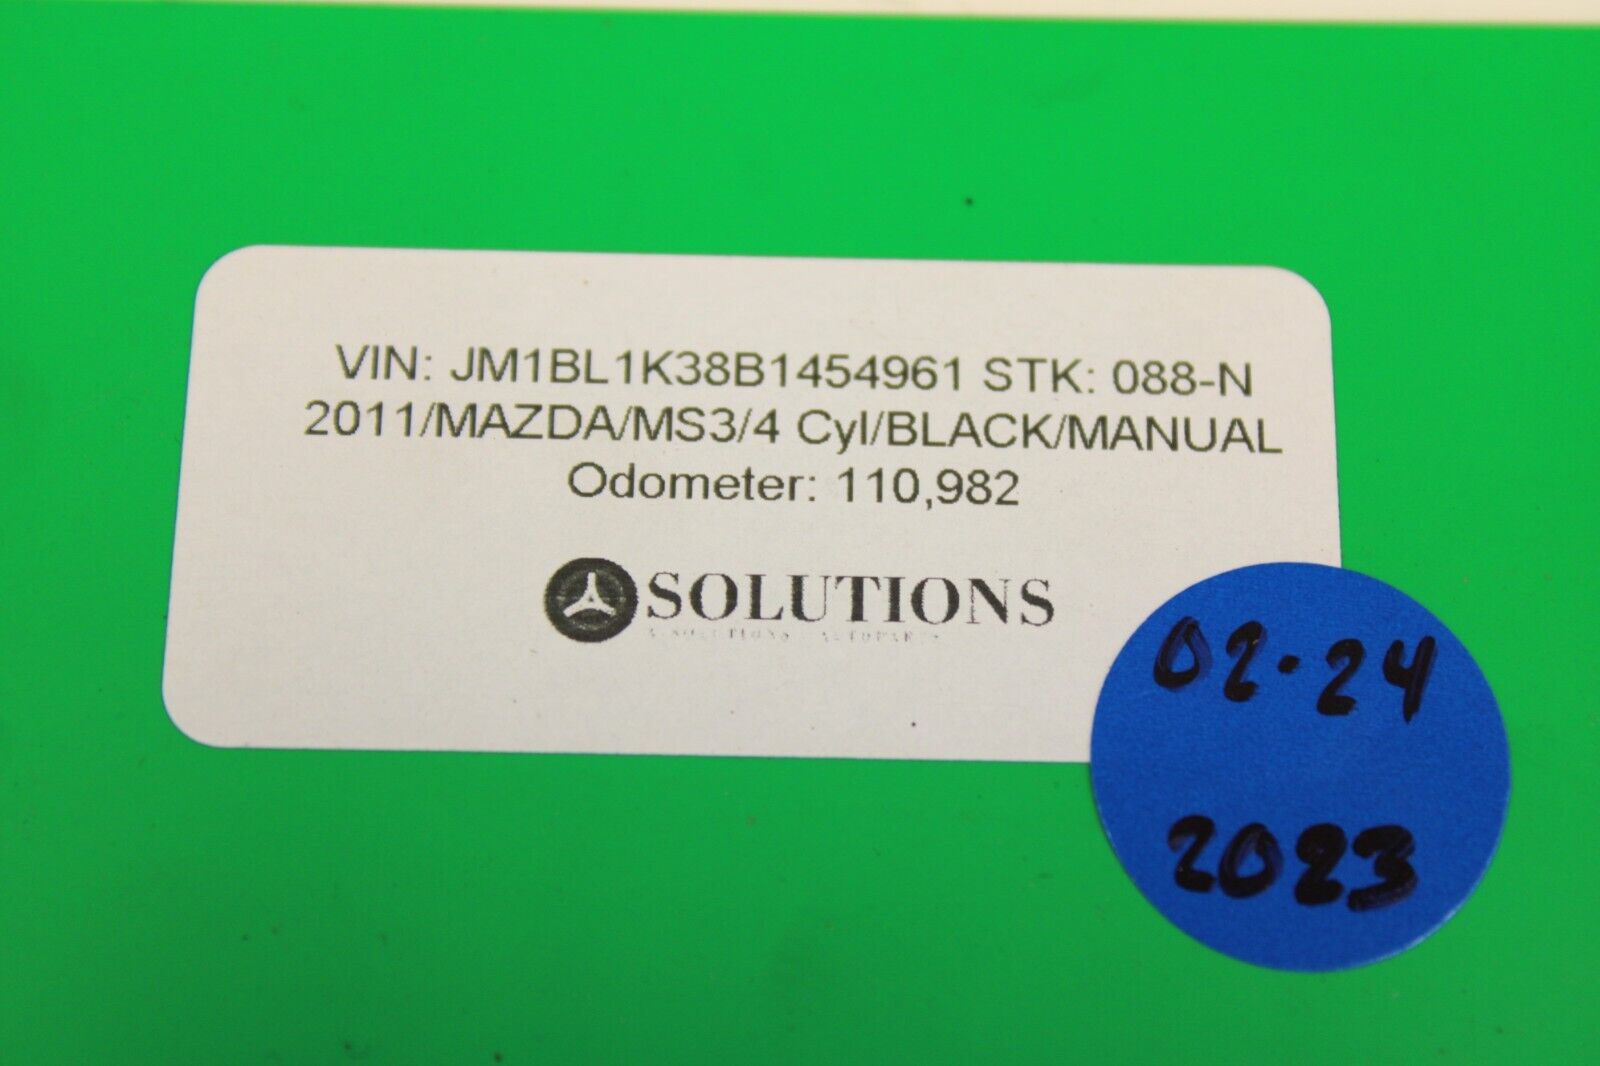 VIN: JM1BL1K38B1454961 STK: 088-N
2011/MAZDA/MS3/4 Cyl/BLACK/MANUAL
Odometer: 110,982
SOLUTIONS
02-24
2023